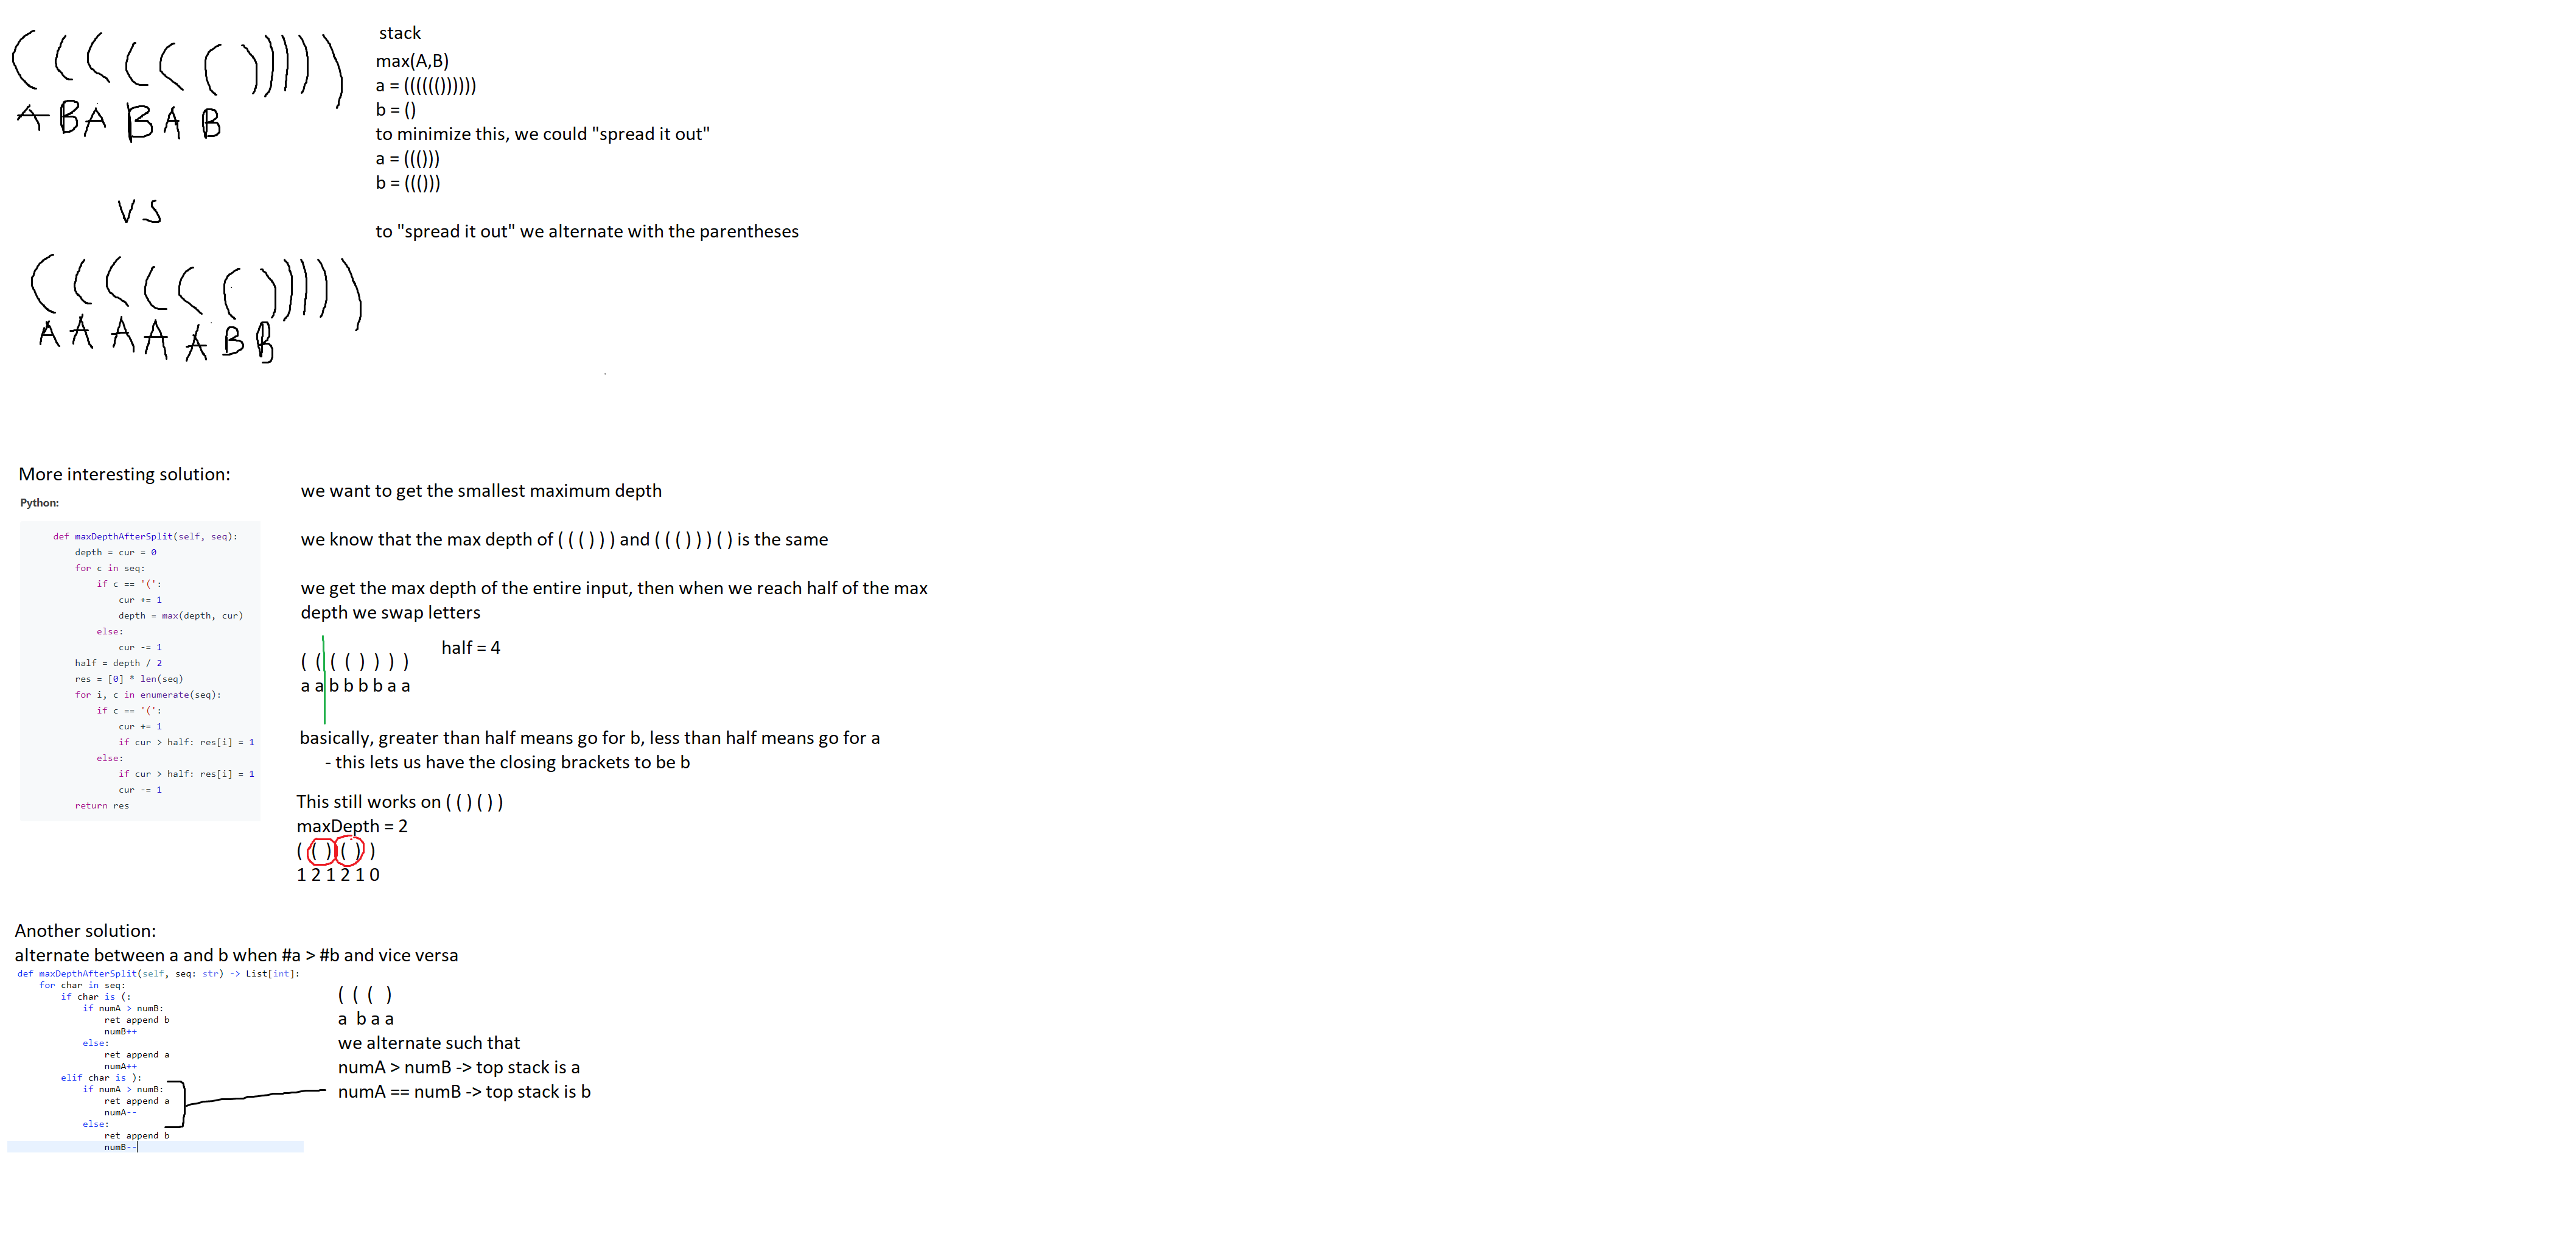 ( ( ( ( ( ( ) ) ) ) ) )
A B A B A B
VS
( ( ( ( ( ( ) ) ) ) ) )
A A A A A B B
stack
max(A,B)
a = (((((())))))
b = ()
to minimize this, we could "spread it out"
a = ((()))
b = ((()))
to "spread it out" we alternate with the parentheses
More interesting solution:
Python:
def maxDepthAfterSplit(self, seq):
depth = cur = 0
for c in seq:
if c == '(':
cur += 1
depth = max(depth, cur)
else:
cur -= 1
half = depth / 2
res = [0] * len(seq)
for i, c in enumerate(seq):
if c == '(':
cur += 1
if cur > half: res[i] = 1
else:
if cur > half: res[i] = 1
cur -= 1
return res
we want to get the smallest maximum depth
we know that the max depth of ( ( ( ) ) ) and ( ( ( ) ) ) ( ) is the same
we get the max depth of the entire input, then when we reach half of the max
depth we swap letters
( ( ( ( ) ) ) )
half = 4
a a b b b b a a
basically, greater than half means go for b, less than half means go for a
- this lets us have the closing brackets to be b
This still works on ( ( ) ( ) )
maxDepth = 2
( ( ) ( ) )
1 2 1 2 1 0
Another solution:
alternate between a and b when #a > #b and vice versa
def maxDepthAfterSplit(self, seq: str) -> List[int]:
for char in seq:
if char is (:
if numA > numB:
ret append b
numB++
else:
ret append a
numA++
elif char is ):
if numA > numB:
ret append a
numA--
else:
ret append b
numB--
( ( ( )
a b a a
we alternate such that
numA > numB -> top stack is a
numA == numB -> top stack is b